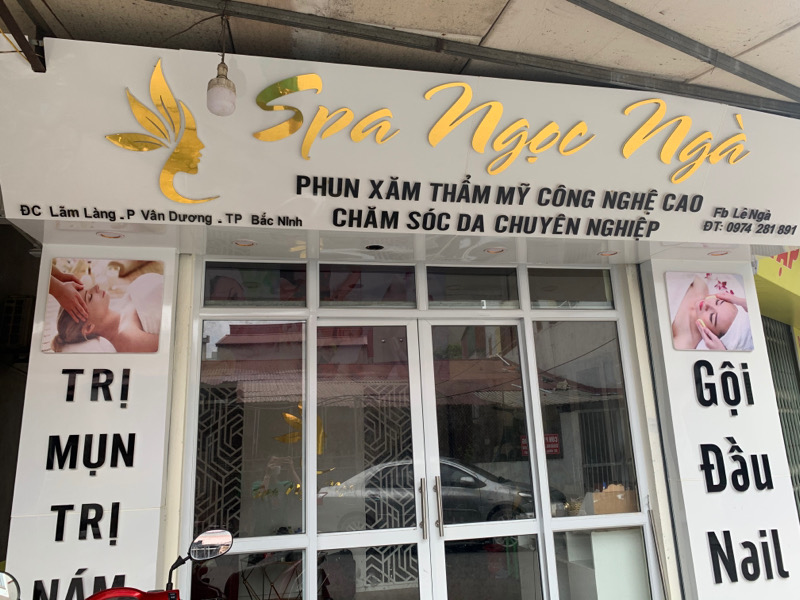 Spa Ngọc Ngà
PHUN XĂM THẨM MỸ CÔNG NGHỆ CAO
CHĂM SÓC DA CHUYÊN NGHIỆP
ĐC Lãm Làng . P Vân Dương . TP Bắc Ninh
Fb Lê Ngà
ĐT: 0974 281 891
TRỊ
MỤN
TRỊ
NÁM
Gội
Đầu
Nail